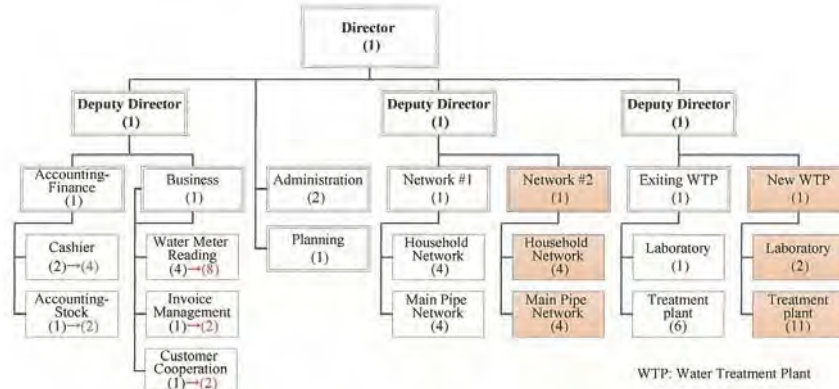 Director
(1)
Deputy Director
(1)
Deputy Director
(1)
Deputy Director
(1)
Accounting-
Finance
(1)
Business
(1)
Administration
(2)
Network #1
(1)
Network #2
(1)
Exiting WTP
(1)
New WTP
(1)
Cashier
(2)→(4)
Water Meter
Reading
(4)→(8)
Planning
(1)
Household
Network
(4)
Household
Network
(4)
Laboratory
(1)
Laboratory
(2)
Accounting-
Stock
(1)→(2)
Invoice
Management
(1)→(2)
Main Pipe
Network
(4)
Main Pipe
Network
(4)
Treatment
plant
(6)
Treatment
plant
(11)
Customer
Cooperation
(1)→(2)
WTP: Water Treatment Plant